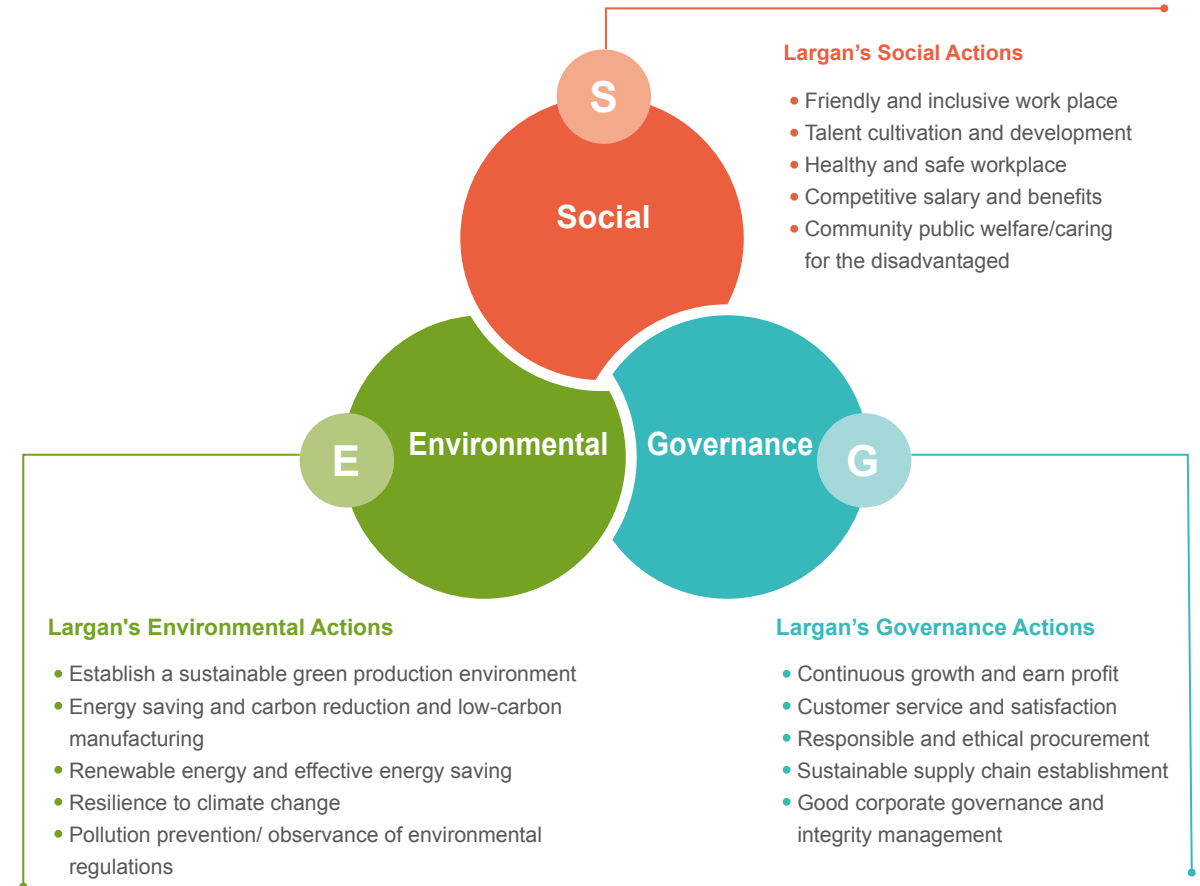 S
Social
Largan’s Social Actions
• Friendly and inclusive work place
• Talent cultivation and development
• Healthy and safe workplace
• Competitive salary and benefits
• Community public welfare/caring
for the disadvantaged
E
Environmental
Governance
G
Largan's Environmental Actions
• Establish a sustainable green production environment
• Energy saving and carbon reduction and low-carbon
manufacturing
• Renewable energy and effective energy saving
• Resilience to climate change
• Pollution prevention/ observance of environmental
regulations
Largan’s Governance Actions
• Continuous growth and earn profit
• Customer service and satisfaction
• Responsible and ethical procurement
• Sustainable supply chain establishment
• Good corporate governance and
integrity management